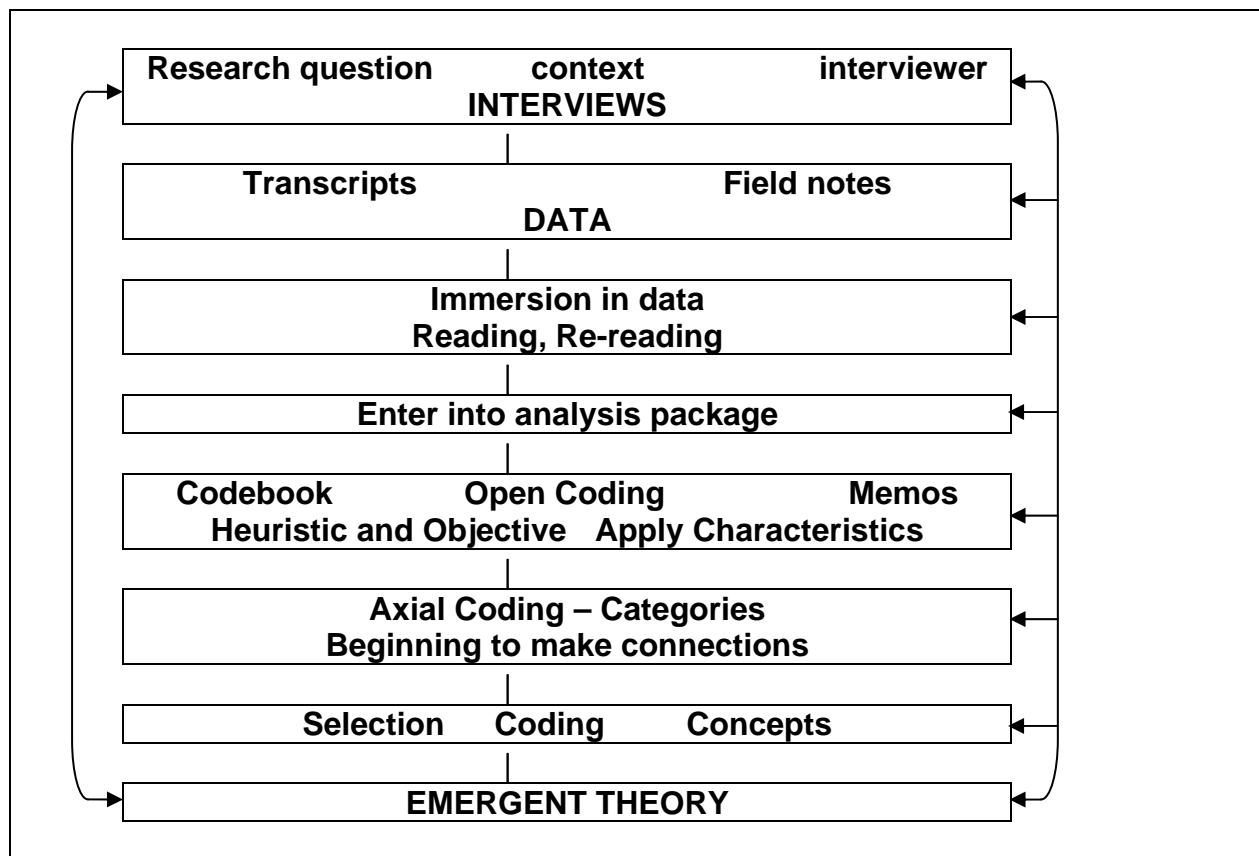 Research question context interviewer
INTERVIEWS
Transcripts Field notes
DATA
Immersion in data
Reading, Re-reading
Enter into analysis package
Codebook Open Coding Memos
Heuristic and Objective Apply Characteristics
Axial Coding – Categories
Beginning to make connections
Selection Coding Concepts
EMERGENT THEORY